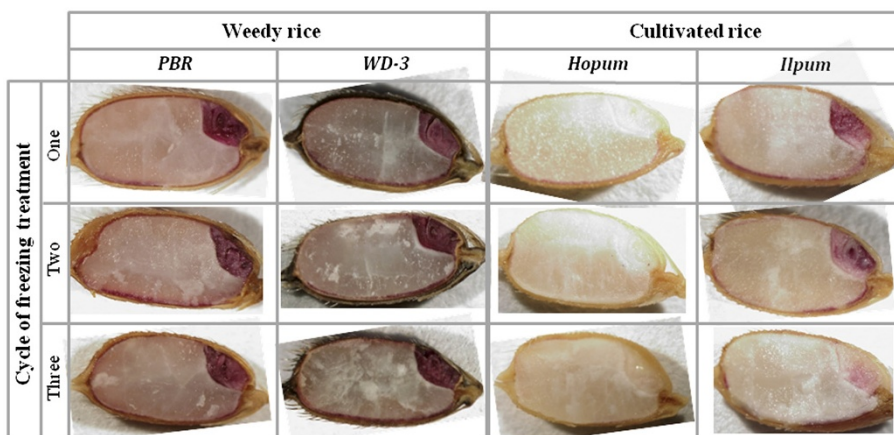 Weedy rice
Cultivated rice
PBR
WD-3
Hopum
Ilpum
Cycle of freezing treatment
One
Two
Three